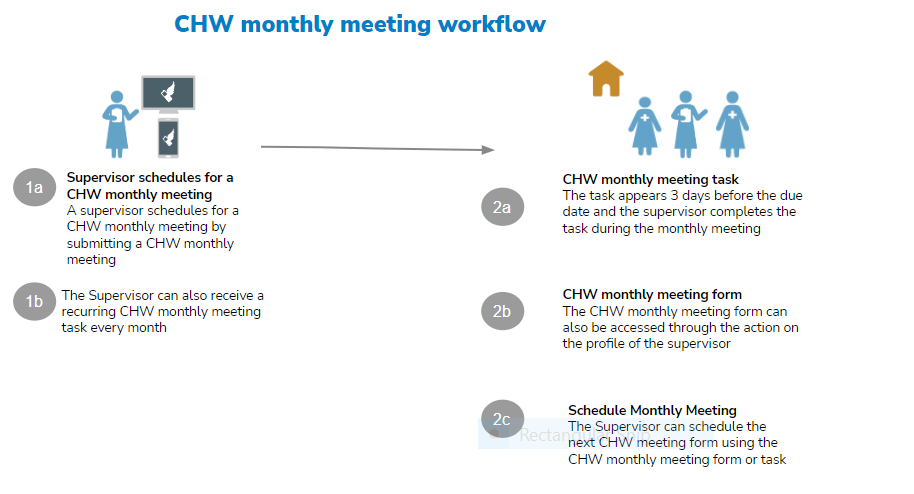 CHW monthly meeting workflow
1a
Supervisor schedules for a
CHW monthly meeting
A supervisor schedules for a
CHW monthly meeting by
submitting a CHW monthly
meeting
1b
The Supervisor can also receive a
recurring CHW monthly meeting
task every month
2a
CHW monthly meeting task
The task appears 3 days before the due
date and the supervisor completes the
task during the monthly meeting
2b
CHW monthly meeting form
The CHW monthly meeting form can
also be accessed through the action on
the profile of the supervisor
2c
Schedule Monthly Meeting
The Supervisor can schedule the
next CHW meeting form using the
CHW monthly meeting form or task